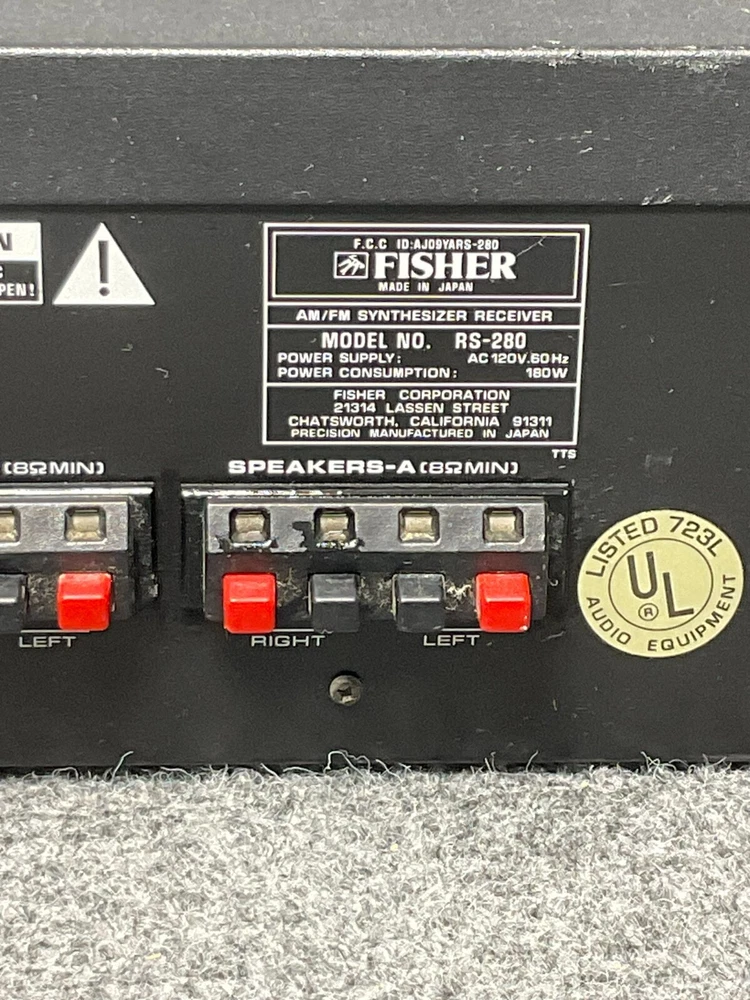 N
C
PEN!
F.C.C ID:AJ09YARS-280
FISHER
MADE IN JAPAN
AM/FM SYNTHESIZER RECEIVER
MODEL NO. RS-280
POWER SUPPLY: AC 120V.60Hz
POWER CONSUMPTION: 180W
FISHER CORPORATION
21314 LASSEN STREET
CHATSWORTH, CALIFORNIA 91311
PRECISION MANUFACTURED IN JAPAN
TTS
(8ΩMIN)
SPEAKERS-A (8ΩMIN)
LEFT
RIGHT LEFT
LISTED 723L
UL
®
AUDIO EQUIPMENT